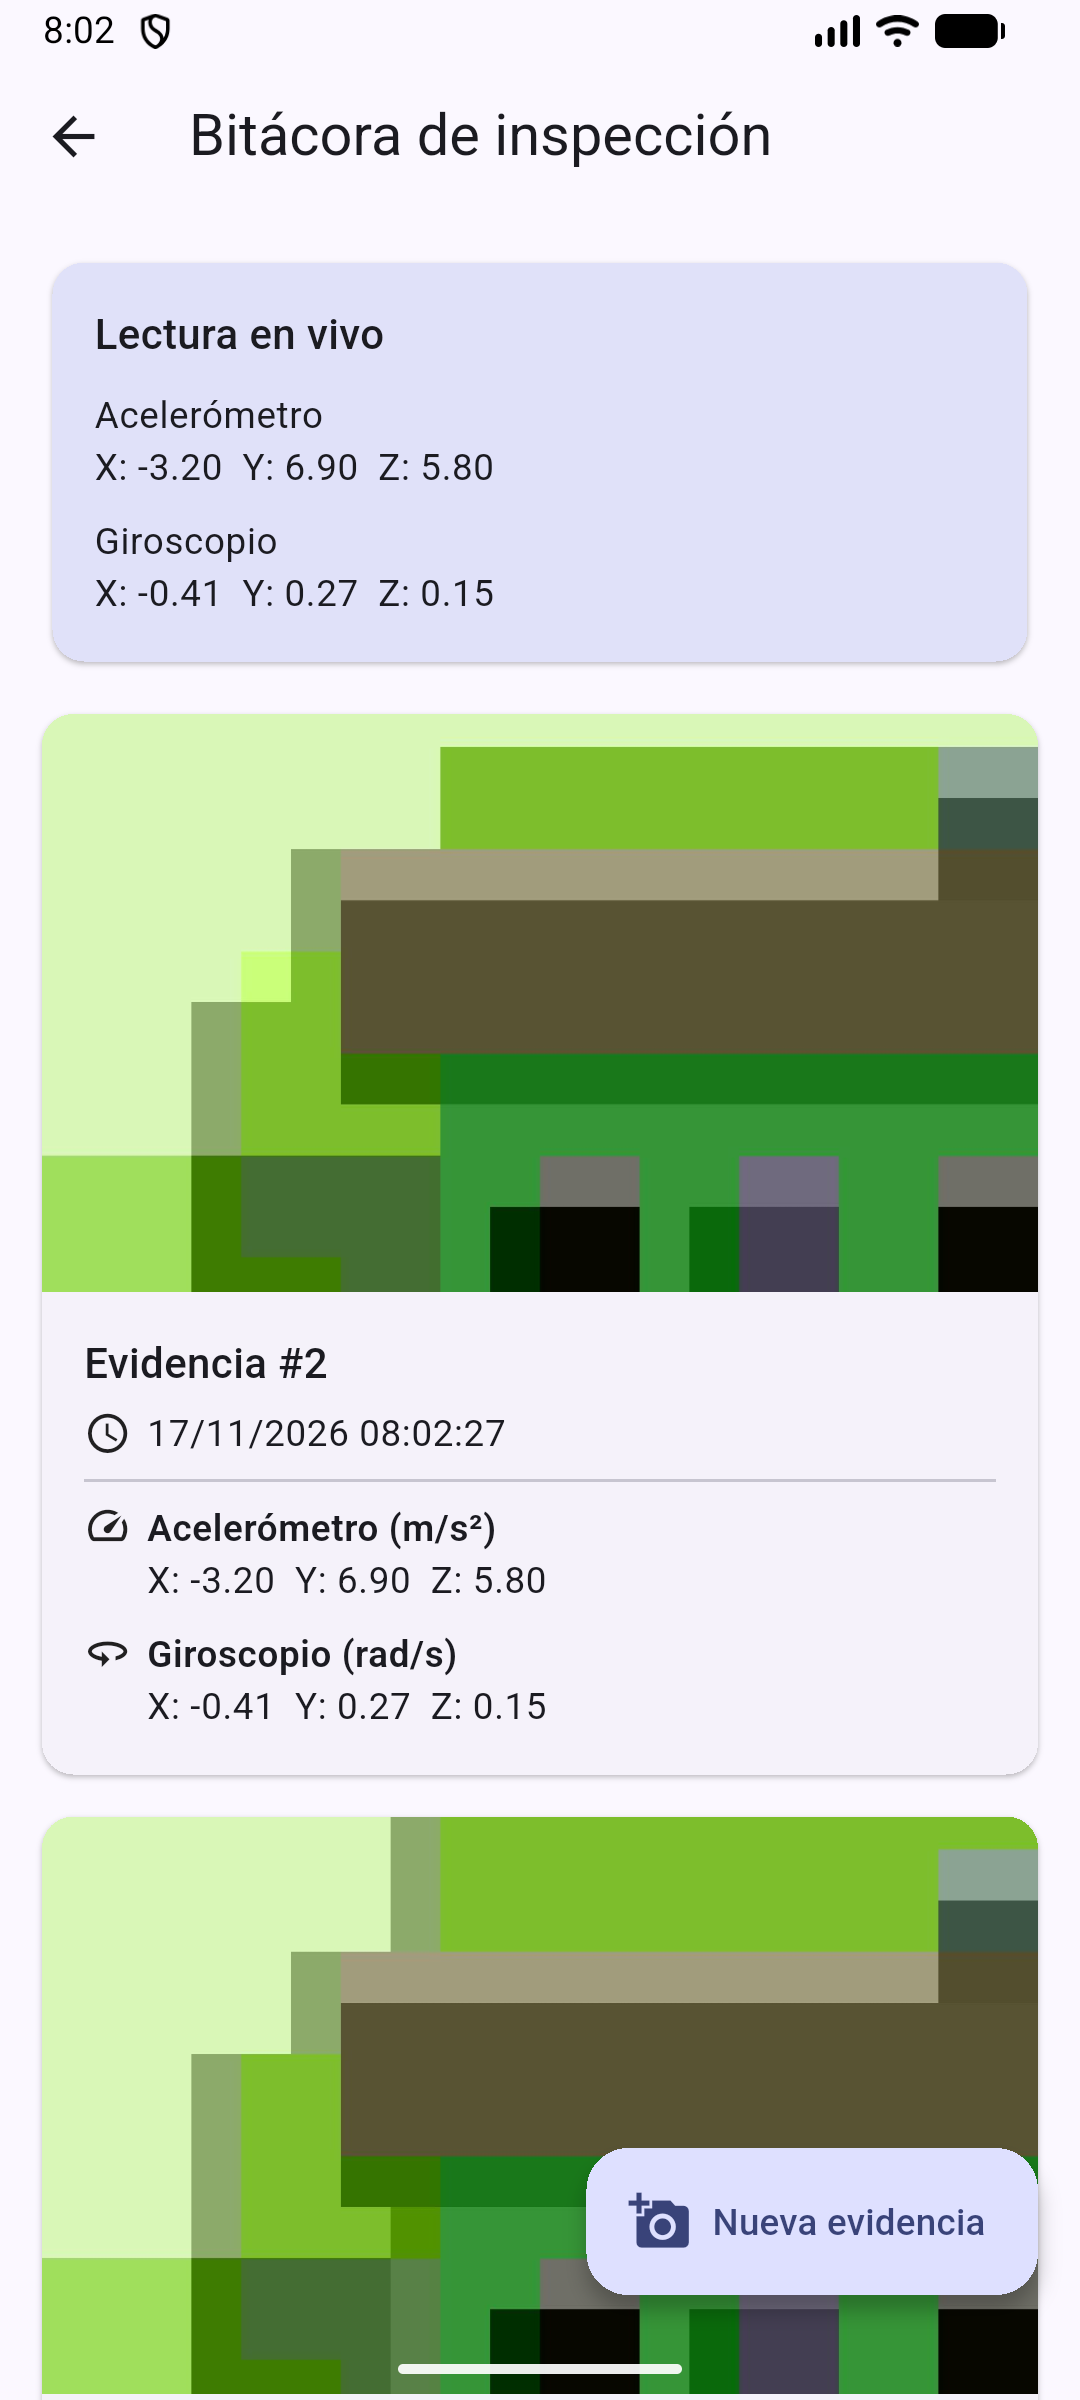 8:02
Bitácora de inspección
Lectura en vivo
Acelerómetro
X: -3.20 Y: 6.90 Z: 5.80
Giroscopio
X: -0.41 Y: 0.27 Z: 0.15
Evidencia #2
17/11/2026 08:02:27
Acelerómetro (m/s²)
X: -3.20 Y: 6.90 Z: 5.80
Giroscopio (rad/s)
X: -0.41 Y: 0.27 Z: 0.15
Nueva evidencia